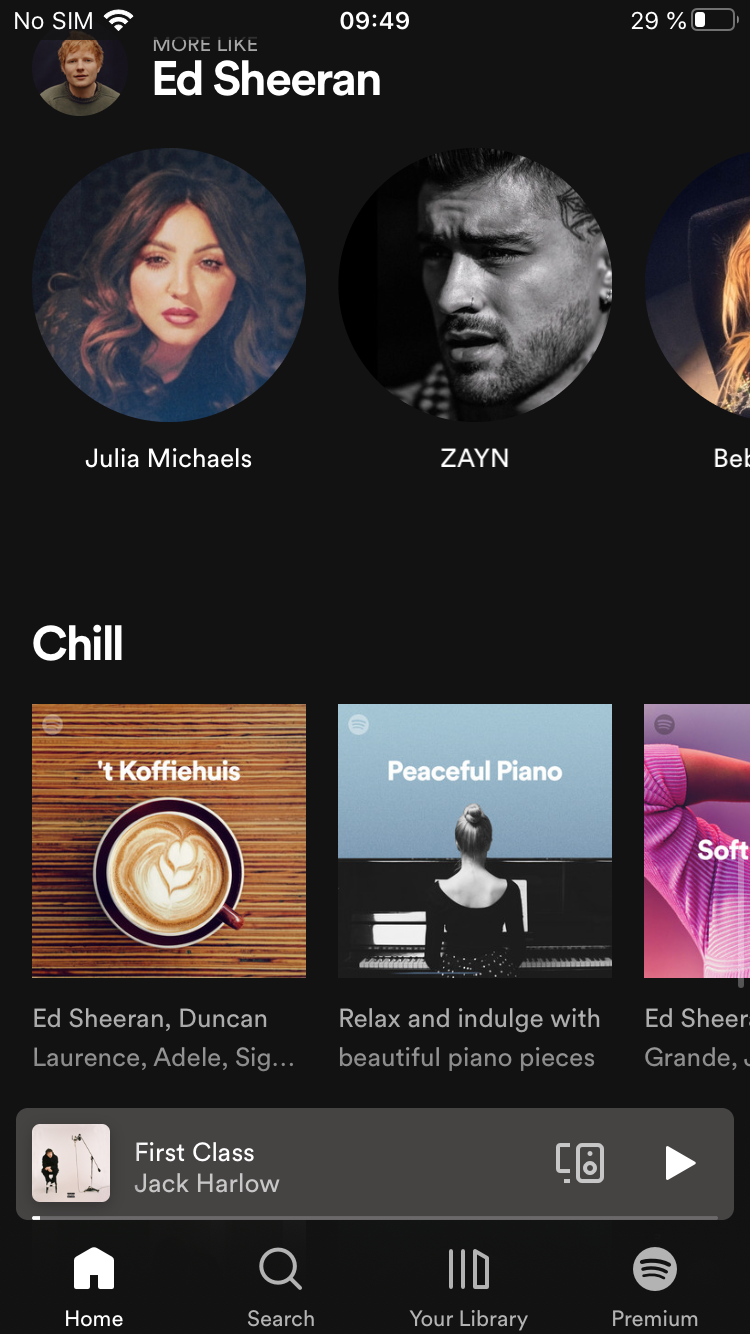 No SIM 09:49 29 %
MORE LIKE
Ed Sheeran
Julia Michaels
ZAYN
Beb
Chill
't Koffiehuis
Peaceful Piano
Soft
Ed Sheeran, Duncan
Laurence, Adele, Sig...
Relax and indulge with
beautiful piano pieces
Ed Sheer
Grande, J
First Class
Jack Harlow
Home
Search
Your Library
Premium